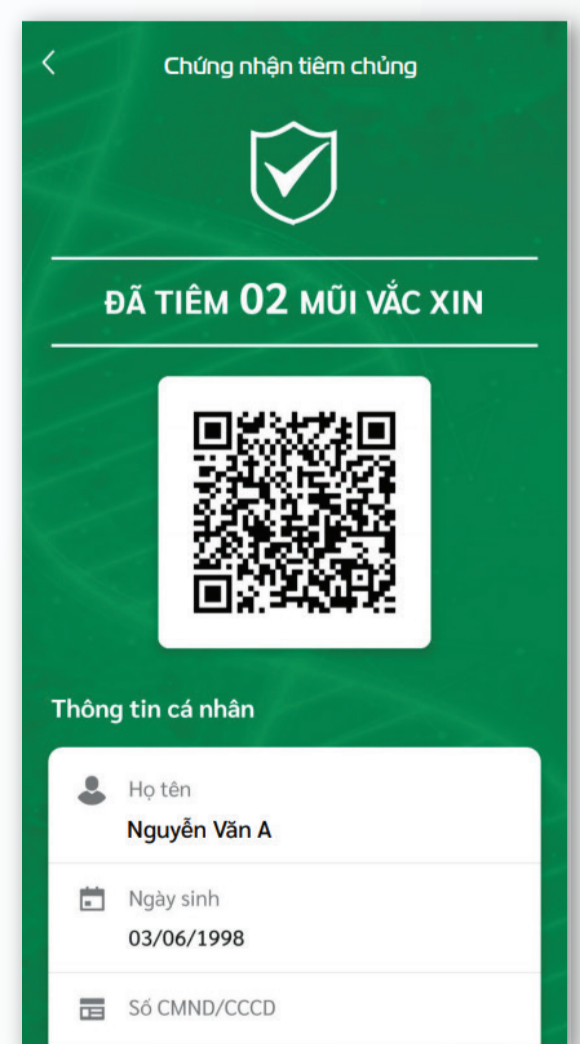 Chứng nhận tiêm chủng
ĐÃ TIÊM 02 MŨI VẮC XIN
Thông tin cá nhân
Họ tên
Nguyễn Văn A
Ngày sinh
03/06/1998
Số CMND/CCCD